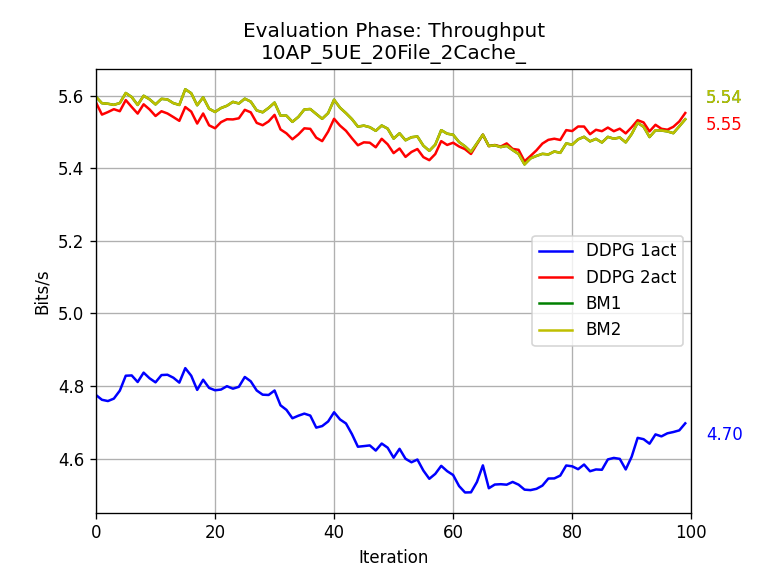 Evaluation Phase: Throughput
10AP_5UE_20File_2Cache_
5.6
5.4
5.2
5.0
4.8
4.6
Bits/s
0
20
40
60
80
100
Iteration
DDPG 1act
DDPG 2act
BM1
BM2
5.54
5.55
4.70